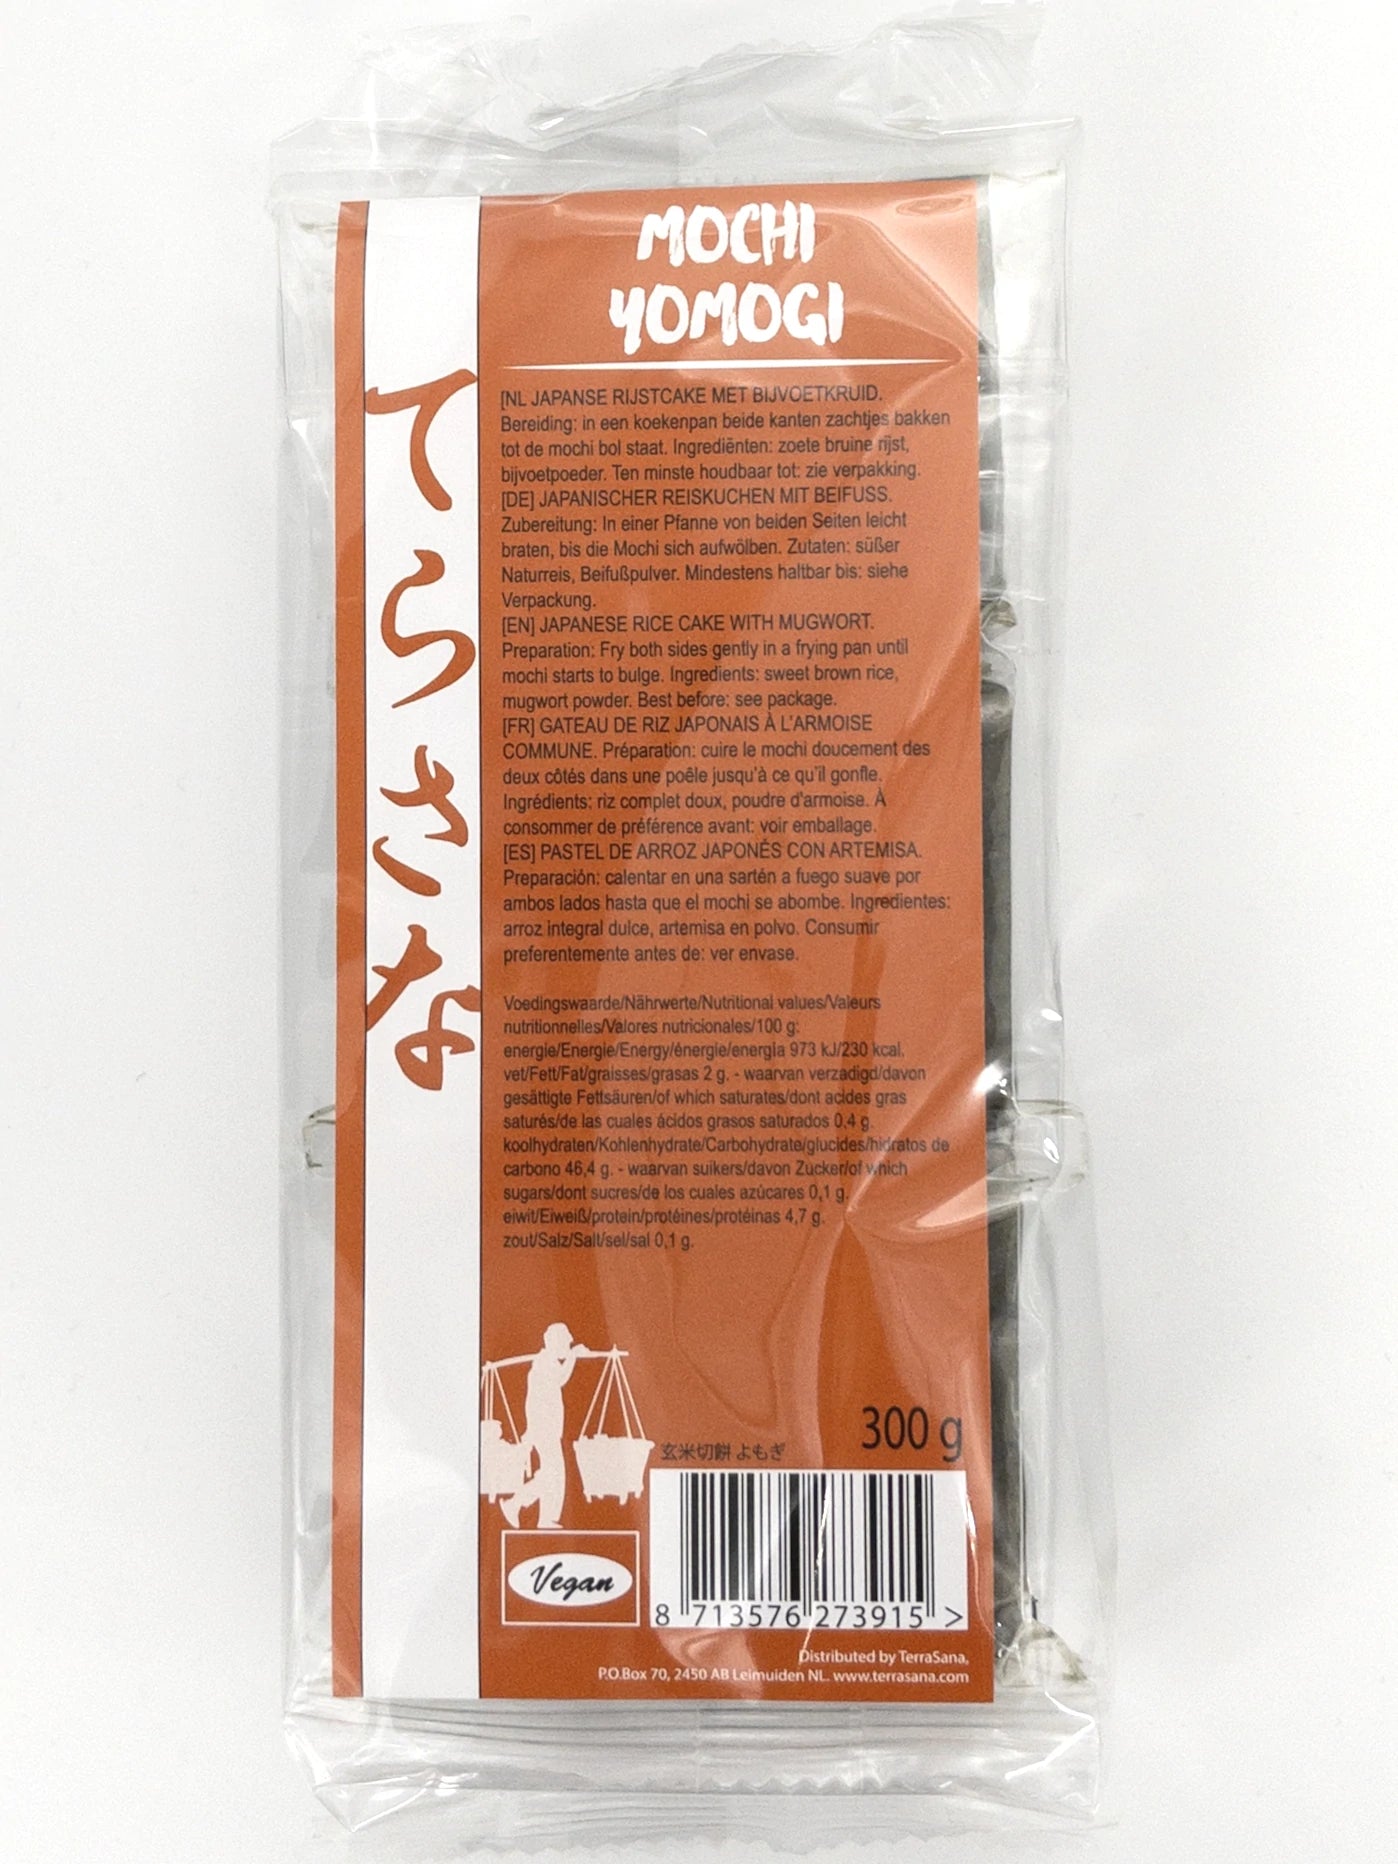 MOCHI
YOMOGI
てらさな
[NL JAPANSE RIJSTCAKE MET BIJVOETKRUID.
Bereiding: in een koekenpan beide kanten zachtjes bakken
tot de mochi bol staat. Ingrediënten: zoete bruine rijst,
bijvoetpoeder. Ten minste houdbaar tot: zie verpakking.
[DE] JAPANISCHER REISKUCHEN MIT BEIFUSS.
Zubereitung: In einer Pfanne von beiden Seiten leicht
braten, bis die Mochi sich aufwölben. Zutaten: süßer
Naturreis, Beifußpulver. Mindestens haltbar bis: siehe
Verpackung.
[EN] JAPANESE RICE CAKE WITH MUGWORT.
Preparation: Fry both sides gently in a frying pan until
mochi starts to bulge. Ingredients: sweet brown rice,
mugwort powder. Best before: see package.
[FR] GATEAU DE RIZ JAPONAIS À L'ARMOISE
COMMUNE. Préparation: cuire le mochi doucement des
deux côtés dans une poêle jusqu'à ce qu'il gonfle.
Ingrédients: riz complet doux, poudre d'armoise. À
consommer de préférence avant: voir emballage.
[ES] PASTEL DE ARROZ JAPONÉS CON ARTEMISA.
Preparación: calentar en una sartén a fuego suave por
ambos lados hasta que el mochi se abombe. Ingredientes:
arroz integral dulce, artemisa en polvo. Consumir
preferentemente antes de: ver envase.
Voedingswaarde/Nährwerte/Nutritional values/Valeurs
nutritionnelles/Valores nutricionales/100 g:
energie/Energie/Energy/énergie/energia 973 kJ/230 kcal.
vet/Fett/Fat/graisses/grasas 2 g. - waarvan verzadigd/davon
gesättigte Fettsäuren/of which saturates/dont acides gras
saturés/de las cuales ácidos grasos saturados 0,4 g.
koolhydraten/Kohlenhydrate/Carbohydrate/glucides/hidratos de
carbono 46,4 g. - waarvan suikers/davon Zucker/of which
sugars/dont sucres/de los cuales azúcares 0,1 g.
eiwit/Eiweiß/protein/protéines/protéinas 4,7 g.
zout/Salz/Salt/sel/sal 0,1 g.
300 g
玄米切餅 よもぎ
Vegan
8 713576 273915 >
Distributed by TerraSana,
P.O.Box 70, 2450 AB Leimuiden NL. www.terrasana.com